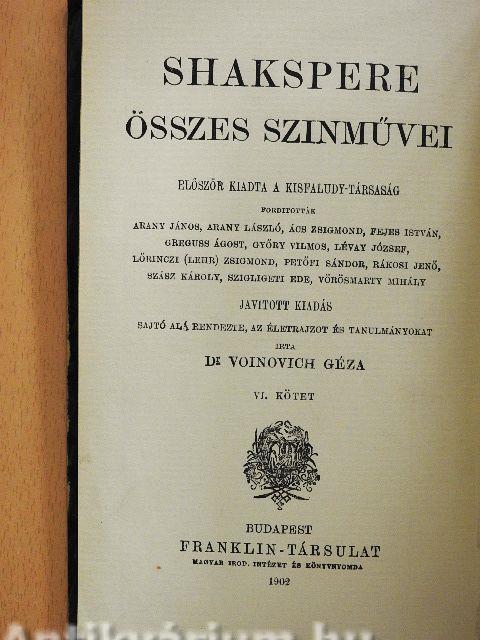 SHAKSPERE
ÖSSZES SZINMŰVEI
ELŐSZÖR KIADTA A KISFALUDY-TÁRSASÁG
FORDITOTTÁK
ARANY JÁNOS, ARANY LÁSZLÓ, ÁCS ZSIGMOND, FEJES ISTVÁN,
GREGUSS ÁGOST, GYŐRY VILMOS, LÉVAY JÓZSEF,
LŐRINCZI (LEHR) ZSIGMOND, PETŐFI SÁNDOR, RÁKOSI JENŐ,
SZÁSZ KÁROLY, SZIGLIGETI EDE, VÖRÖSMARTY MIHÁLY
JAVITOTT KIADÁS
SAJTÓ ALÁ RENDEZTE, AZ ÉLETRAJZOT ÉS TANULMÁNYOKAT
IRTA
DR VOINOVICH GÉZA
VI. KÖTET
BUDAPEST
FRANKLIN-TÁRSULAT
MAGYAR IROD. INTÉZET ÉS KÖNYVNYOMDA
1902
Antikvárium.hu